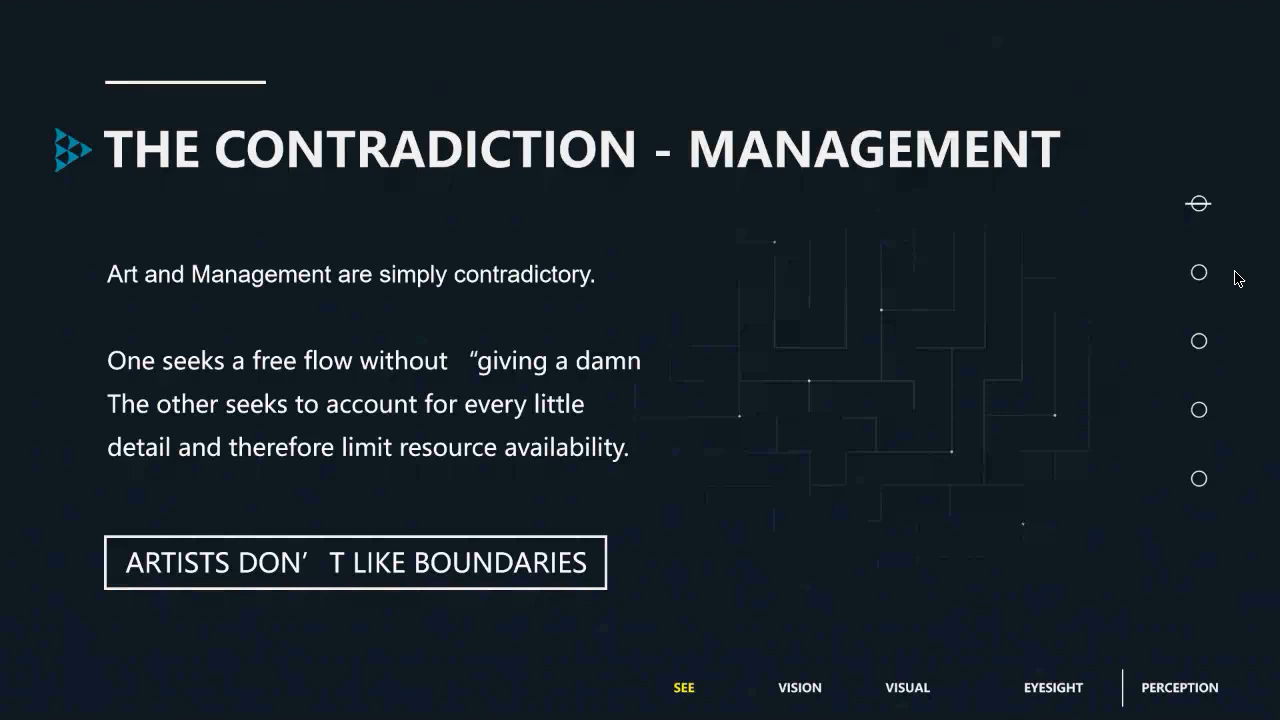 THE CONTRADICTION - MANAGEMENT
Art and Management are simply contradictory.
One seeks a free flow without “giving a damn
The other seeks to account for every little
detail and therefore limit resource availability.
ARTISTS DON’ T LIKE BOUNDARIES
SEE VISION VISUAL EYESIGHT PERCEPTION